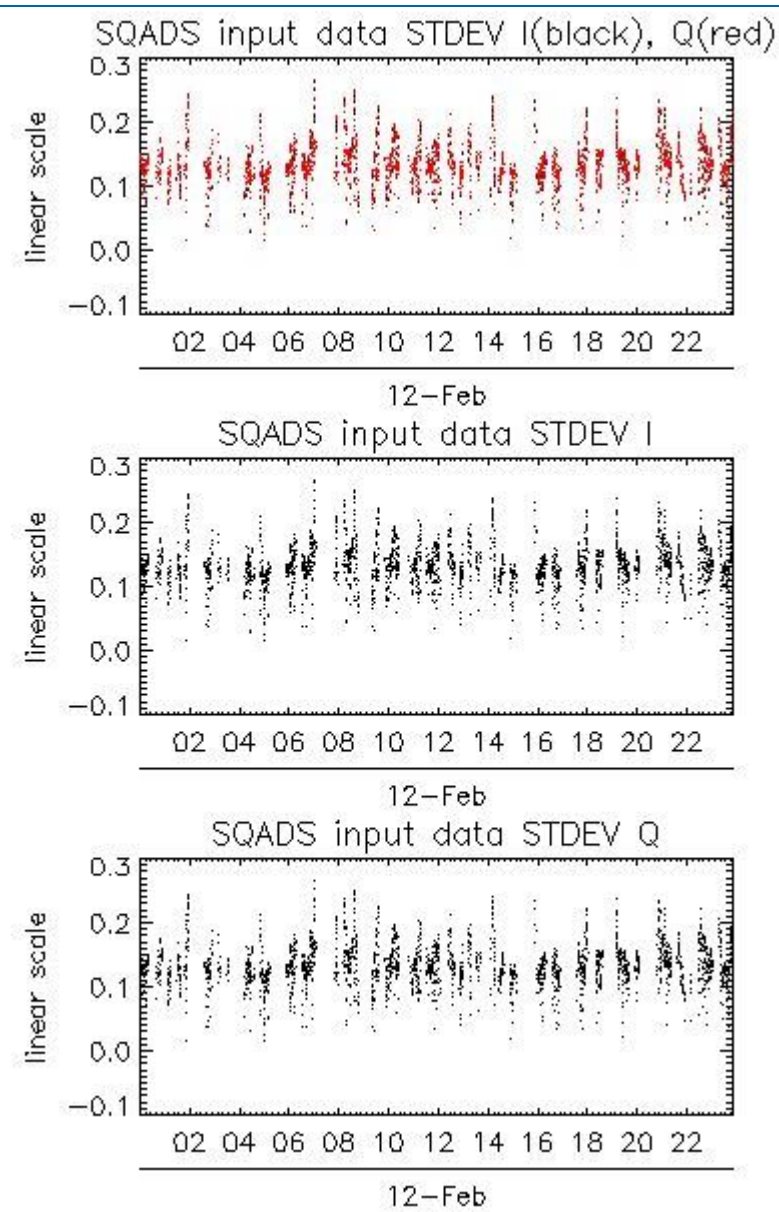 SQADS input data STDEV I(black), Q(red)
0.3
0.2
0.1
0.0
−0.1
linear scale
02 04 06 08 10 12 14 16 18 20 22
12−Feb
SQADS input data STDEV I
0.3
0.2
0.1
0.0
−0.1
linear scale
02 04 06 08 10 12 14 16 18 20 22
12−Feb
SQADS input data STDEV Q
0.3
0.2
0.1
0.0
−0.1
linear scale
02 04 06 08 10 12 14 16 18 20 22
12−Feb